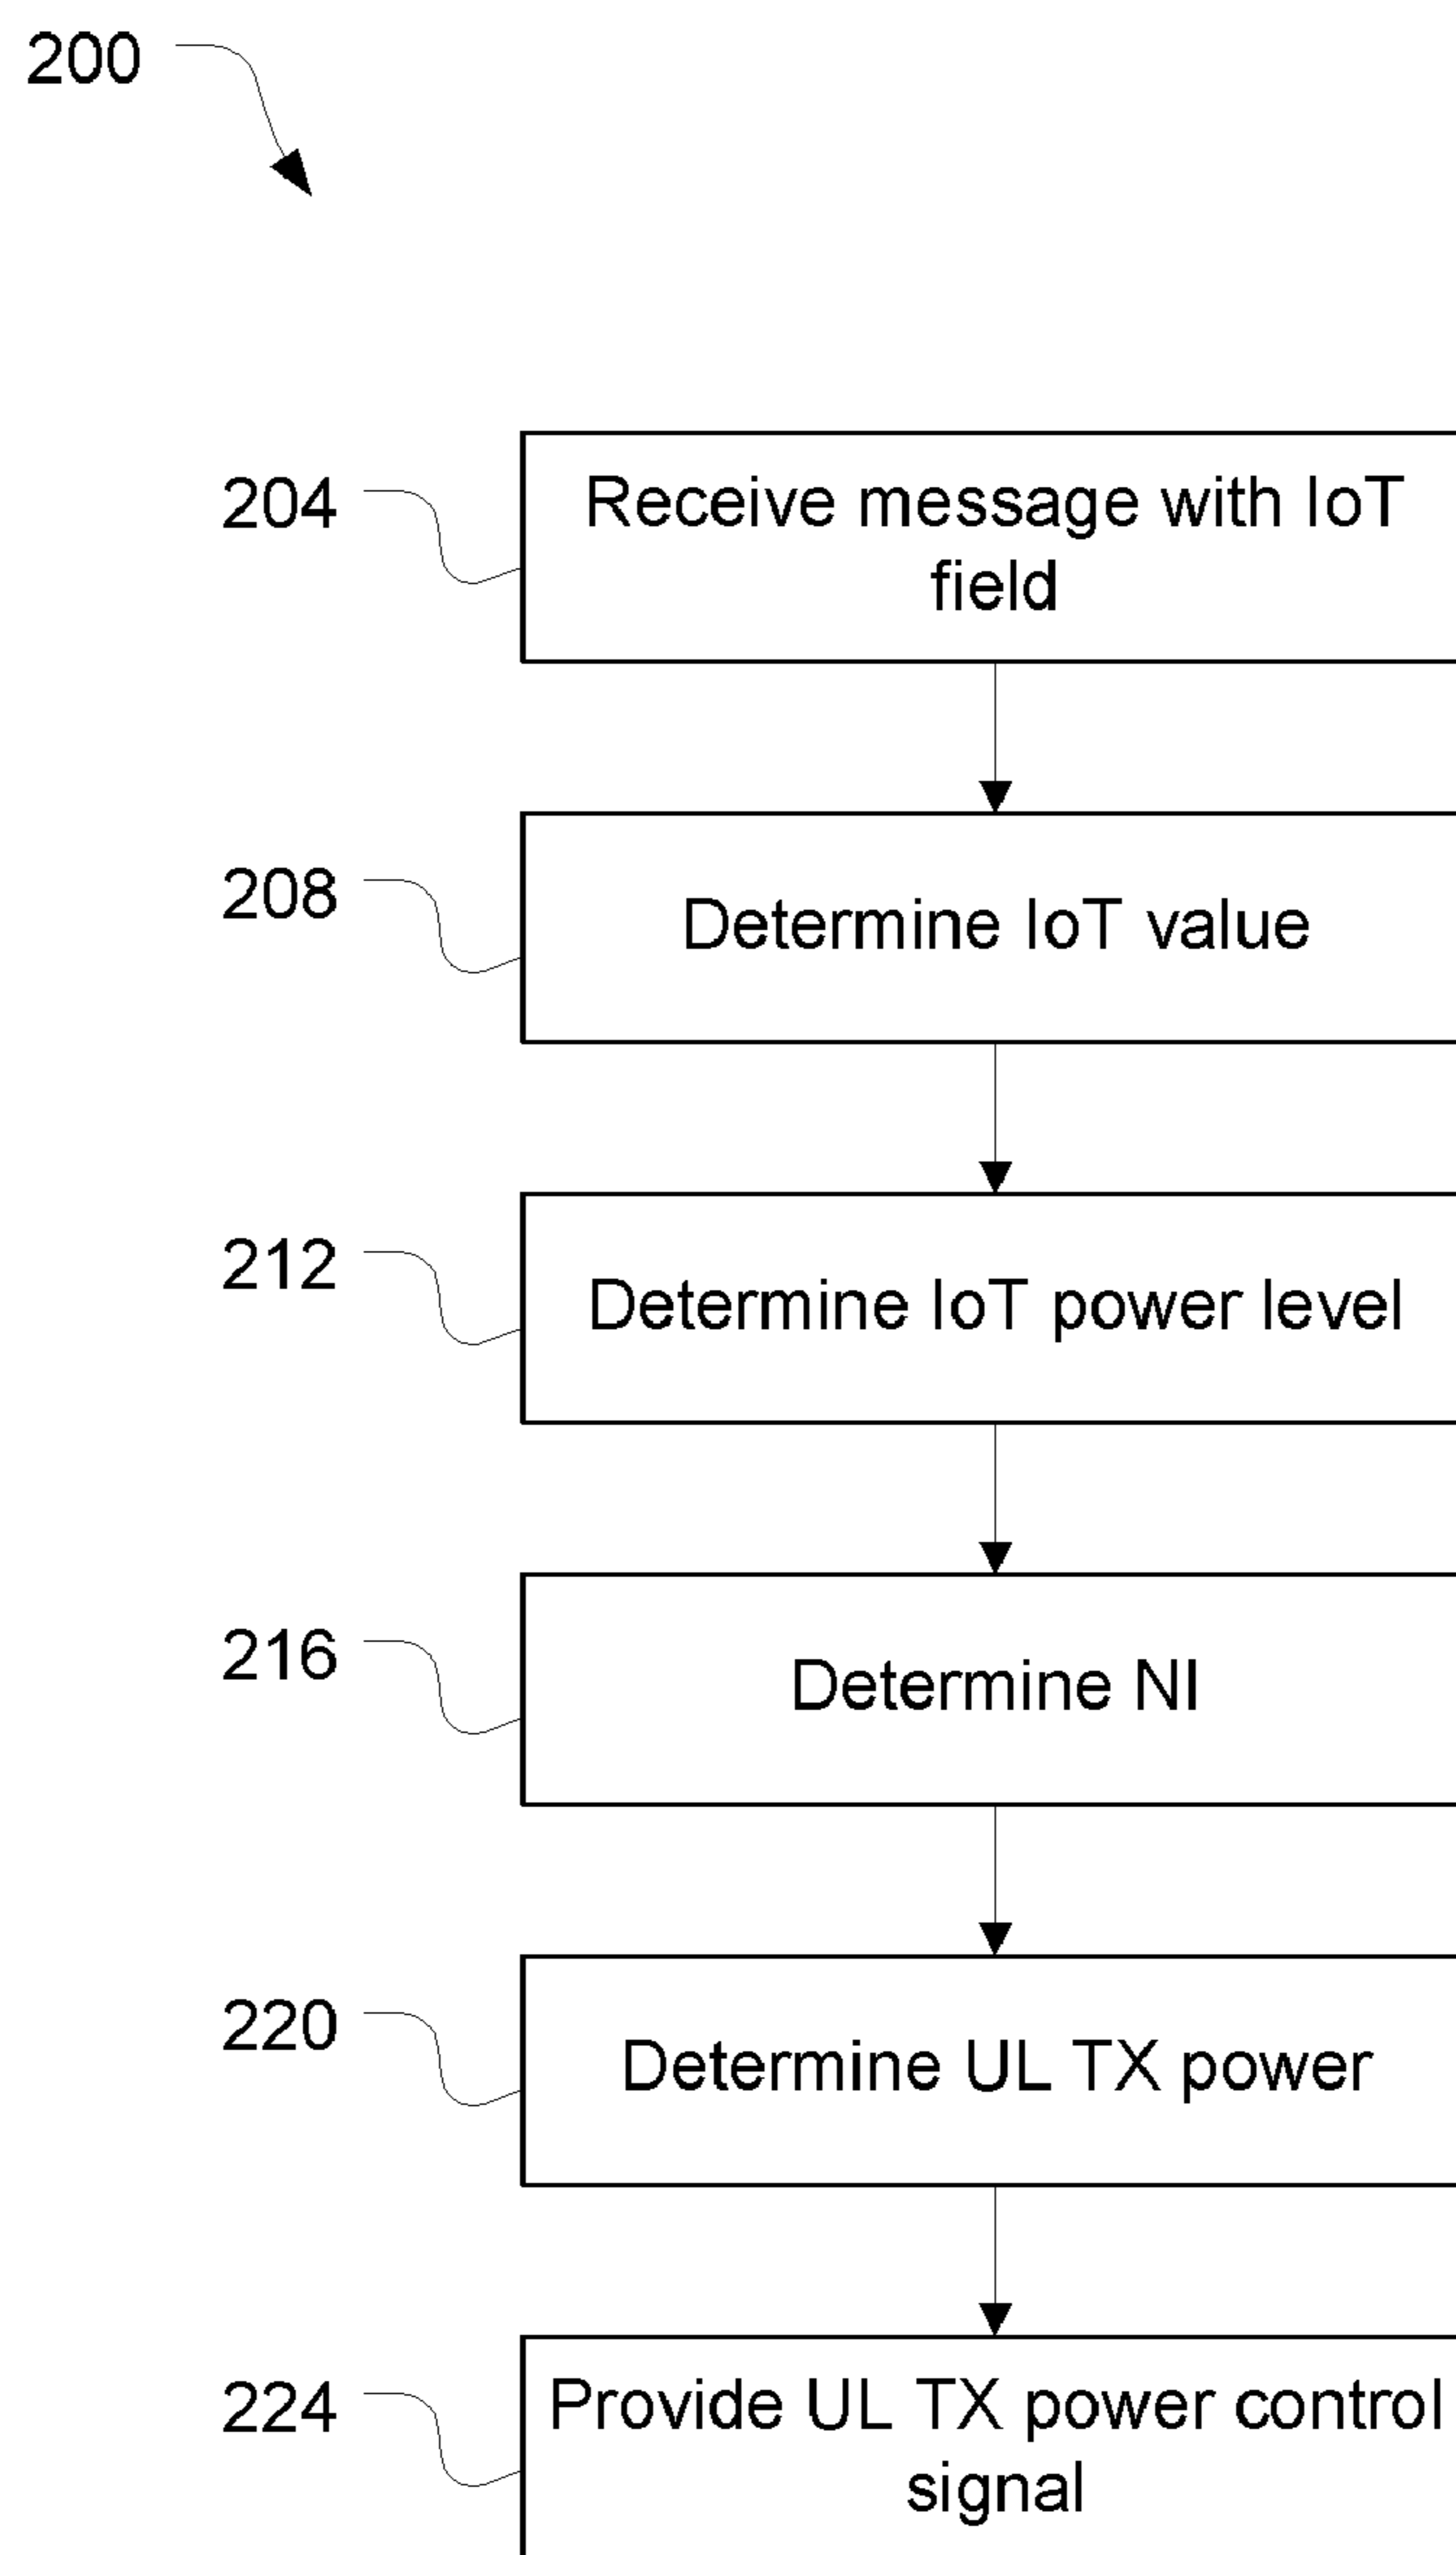 200
204
Receive message with IoT
field
208
Determine IoT value
212
Determine IoT power level
216
Determine NI
220
Determine UL TX power
224
Provide UL TX power control
signal